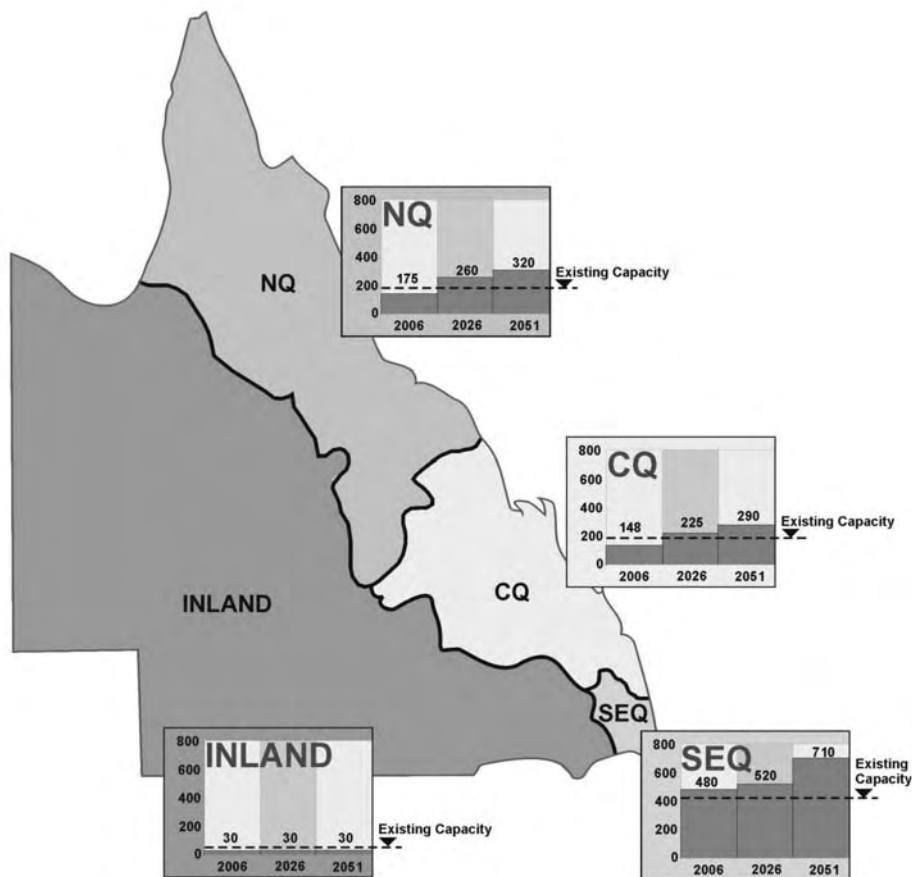 800
NQ
600
400
175 260 320
Existing Capacity
200
0
2006 2026 2051
NQ
800
CQ
600
400
148 225 290
Existing Capacity
200
0
2006 2026 2051
CQ
INLAND
SEQ
800
INLAND
600
400
200
30 30 30
Existing Capacity
0
2006 2026 2051
800
SEQ
710
600
480 520
Existing
Capacity
400
200
0
2006 2026 2051